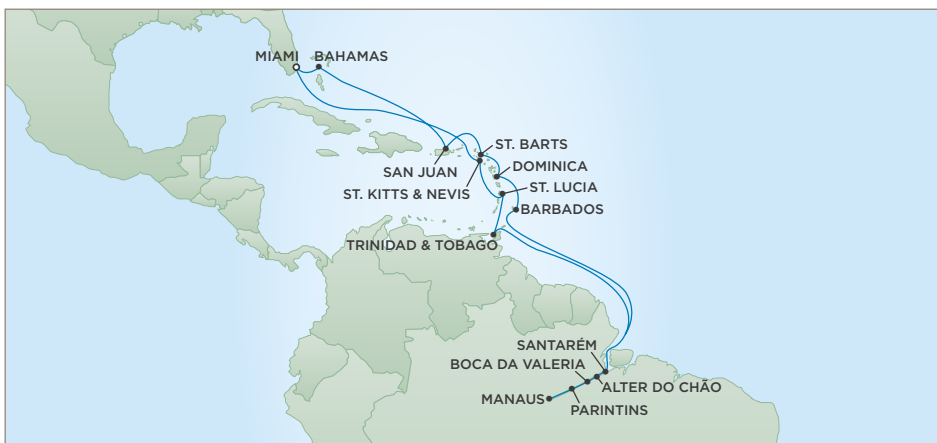 MIAMI
BAHAMAS
ST. BARTS
DOMINICA
SAN JUAN
ST. LUCIA
ST. KITTS & NEVIS
BARBADOS
TRINIDAD & TOBAGO
SANTARÉM
BOCA DA VALERIA
ALTER DO CHÃO
MANAUS
PARINTINS